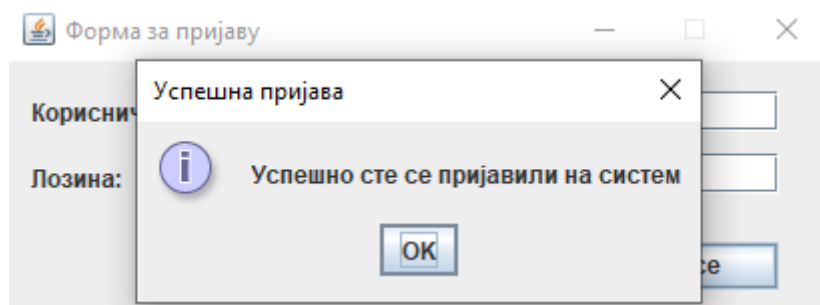 Форма за пријаву
Успешна пријава
Лозина:
Успешно сте се пријавили на систем
OK